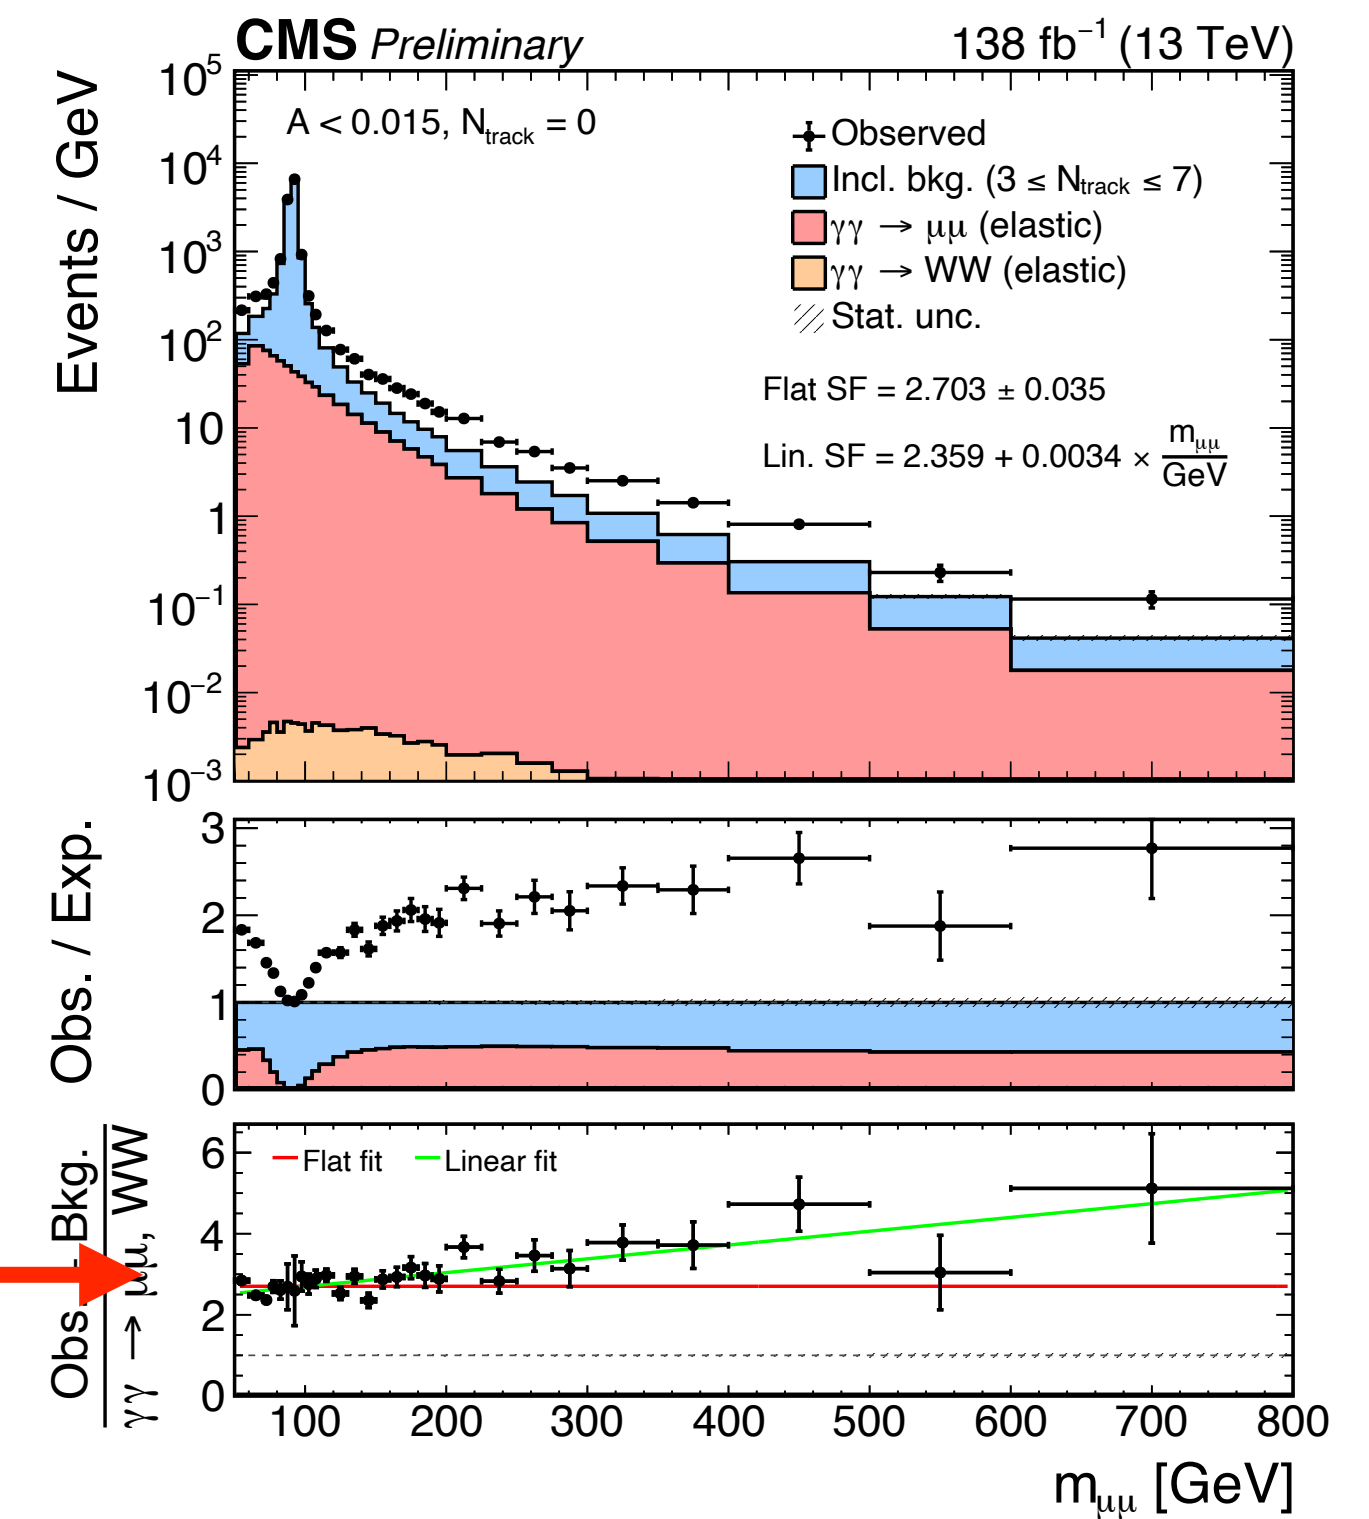 CMS Preliminary 138 fb⁻¹ (13 TeV)
A < 0.015, N_track = 0
Observed
Incl. bkg. (3 ≤ N_track ≤ 7)
γγ → μμ (elastic)
γγ → WW (elastic)
Stat. unc.
Flat SF = 2.703 ± 0.035
Lin. SF = 2.359 + 0.0034 × m_μμ / GeV
Events / GeV
10⁵
10⁴
10³
10²
10
1
10⁻¹
10⁻²
10⁻³
Obs. / Exp.
3
2
1
0
Obs. Bkg.
γγ → μμ, WW
Flat fit Linear fit
6
4
2
0
100 200 300 400 500 600 700 800
m_μμ [GeV]